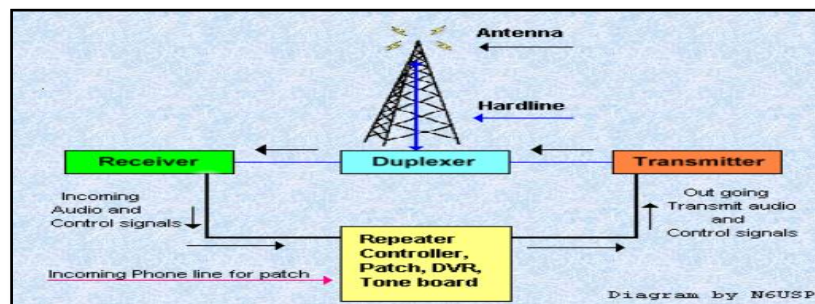 Antenna
Hardline
Receiver
Duplexer
Transmitter
Incoming
Audio and
Control signals
Out going
Transmit audio
and
Control signals
Repeater
Controller,
Patch, DVR,
Tone board
Incoming Phone line for patch
Diagram by N6USP